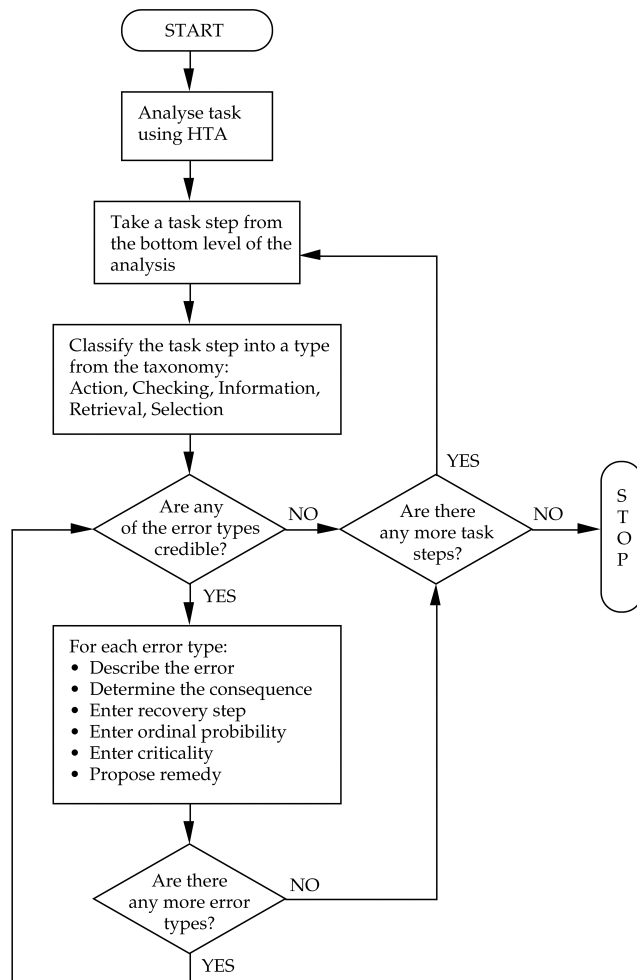 START
Analyse task
using HTA
Take a task step from
the bottom level of the
analysis
Classify the task step into a type
from the taxonomy:
Action, Checking, Information,
Retrieval, Selection
Are any
of the error types
credible?
NO
YES
Are there
any more task
steps?
YES
NO
S
T
O
P
For each error type:
• Describe the error
• Determine the consequence
• Enter recovery step
• Enter ordinal probibility
• Enter criticality
• Propose remedy
Are there
any more error
types?
NO
YES